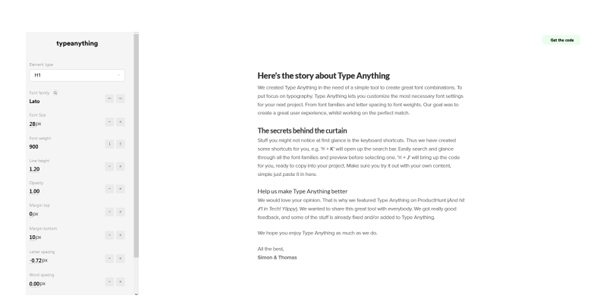 typeanything
Get the code
Element type
H1
Font family
Lato
Font Size
28px
Font weight
900
Line height
1.20
Opacity
1.00
Margin top
0px
Margin bottom
10px
Letter spacing
-0.72px
Word spacing
0.00px
Here's the story about Type Anything
We created Type Anything in the need of a simple tool to create great font combinations. To
put focus on typography. Type Anything lets you customize the most necessary font settings
for your next project. From font families and letter spacing to font weights. Our goal was to
create a great user experience, whilst working on the perfect match.
The secrets behind the curtain
Stuff you might not notice at first glance is the keyboard shortcuts. Thus we have created
some shortcuts for you, e.g. '⌘ + K' will open up the search bar. Easily search and glance
through all the font families and preview before selecting one. '⌘ + J' will bring up the code
for you, ready to copy into your project. Make sure you try it out with your own content,
simple just paste it in here.
Help us make Type Anything better
We would love your opinion. That is why we featured Type Anything on ProductHunt (And hit
#1 in Tech! Yippy). We wanted to share this great tool with everybody. We got really good
feedback, and some of the stuff is already fixed and/or added to Type Anything.
We hope you enjoy Type Anything as much as we do.
All the best,
Simon & Thomas